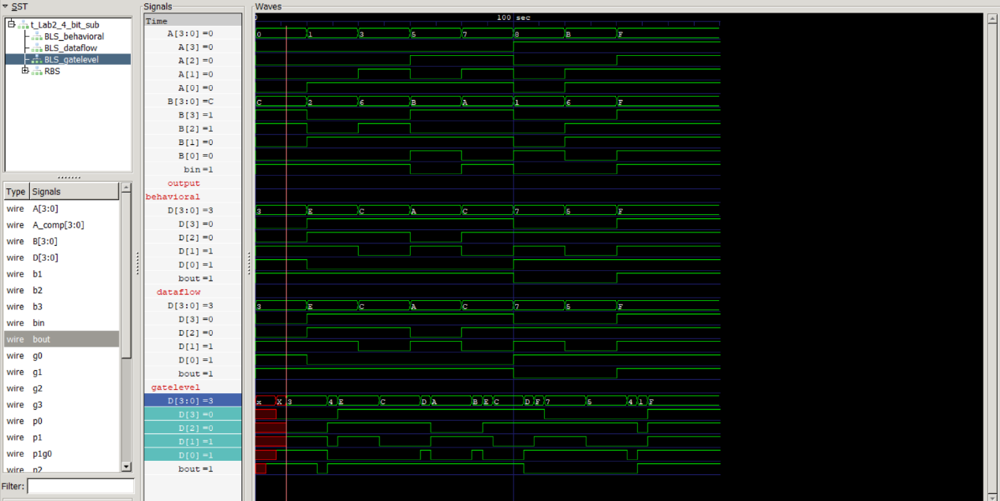 SST
t_Lab2_4_bit_sub
BLS_behavioral
BLS_dataflow
BLS_gatelevel
RBS
Type Signals
wire A[3:0]
wire A_comp[3:0]
wire B[3:0]
wire D[3:0]
wire b1
wire b2
wire b3
wire bin
wire bout
wire g0
wire g1
wire g2
wire g3
wire p0
wire p1
wire p1g0
wire p2
Filter:
Signals
Time
A[3:0] =0
A[3] =0
A[2] =0
A[1] =0
A[0] =0
B[3:0] =C
B[3] =1
B[2] =1
B[1] =0
B[0] =0
bin =1
output
behavioral
D[3:0] =3
D[3] =0
D[2] =0
D[1] =1
D[0] =1
bout =1
dataflow
D[3:0] =3
D[3] =0
D[2] =0
D[1] =1
D[0] =1
bout =1
gatelevel
D[3:0] =3
D[3] =0
D[2] =0
D[1] =1
D[0] =1
bout =1
Waves
0 100 sec
0 1 3 5 7 8 B F
C 2 6 B A 1 6 F
3 E C A C 7 5 F
3 E C A C 7 5 F
x X 3 4 E C D A B E C D F 7 5 4 1 F